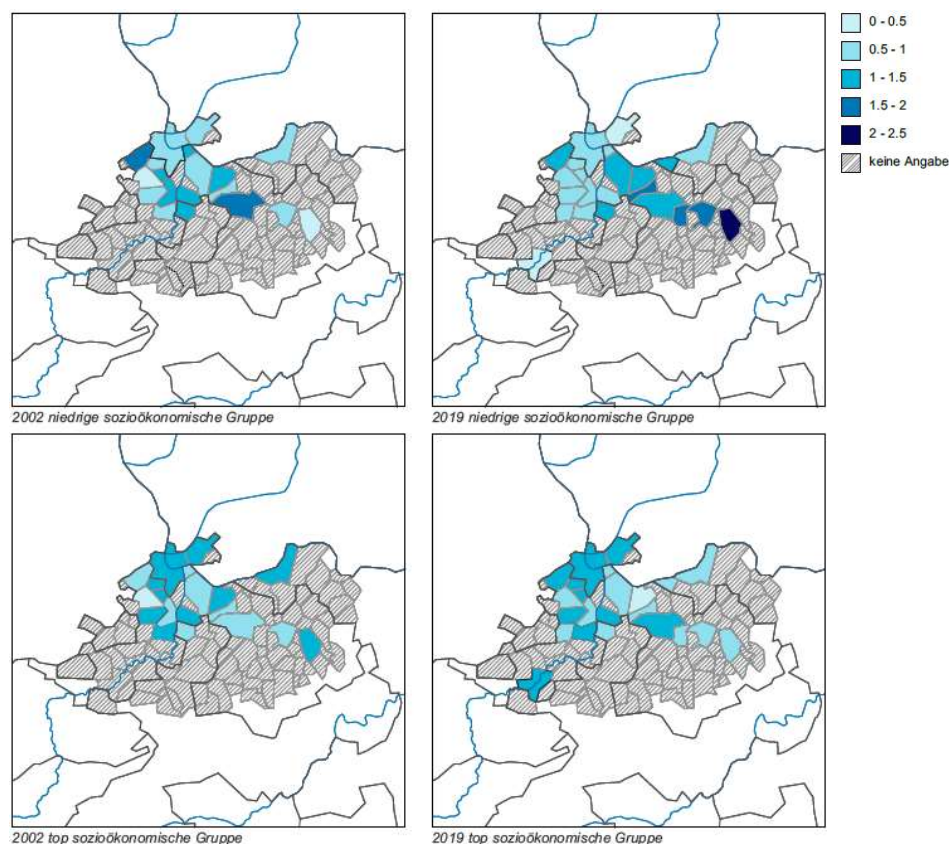 0 - 0.5
0.5 - 1
1 - 1.5
1.5 - 2
2 - 2.5
keine Angabe
2002 niedrige sozioökonomische Gruppe
2019 niedrige sozioökonomische Gruppe
2002 top sozioökonomische Gruppe
2019 top sozioökonomische Gruppe